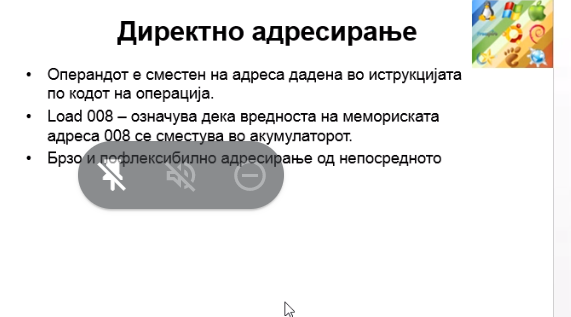 Директно адресирање
• Операндот е сместен на адреса дадена во иструкцијата
по кодот на операција.
• Load 008 – означува дека вредноста на мемориската
адреса 008 се сместува во акумулаторот.
• Брзо и пофлексибилно адресирање од непосредното